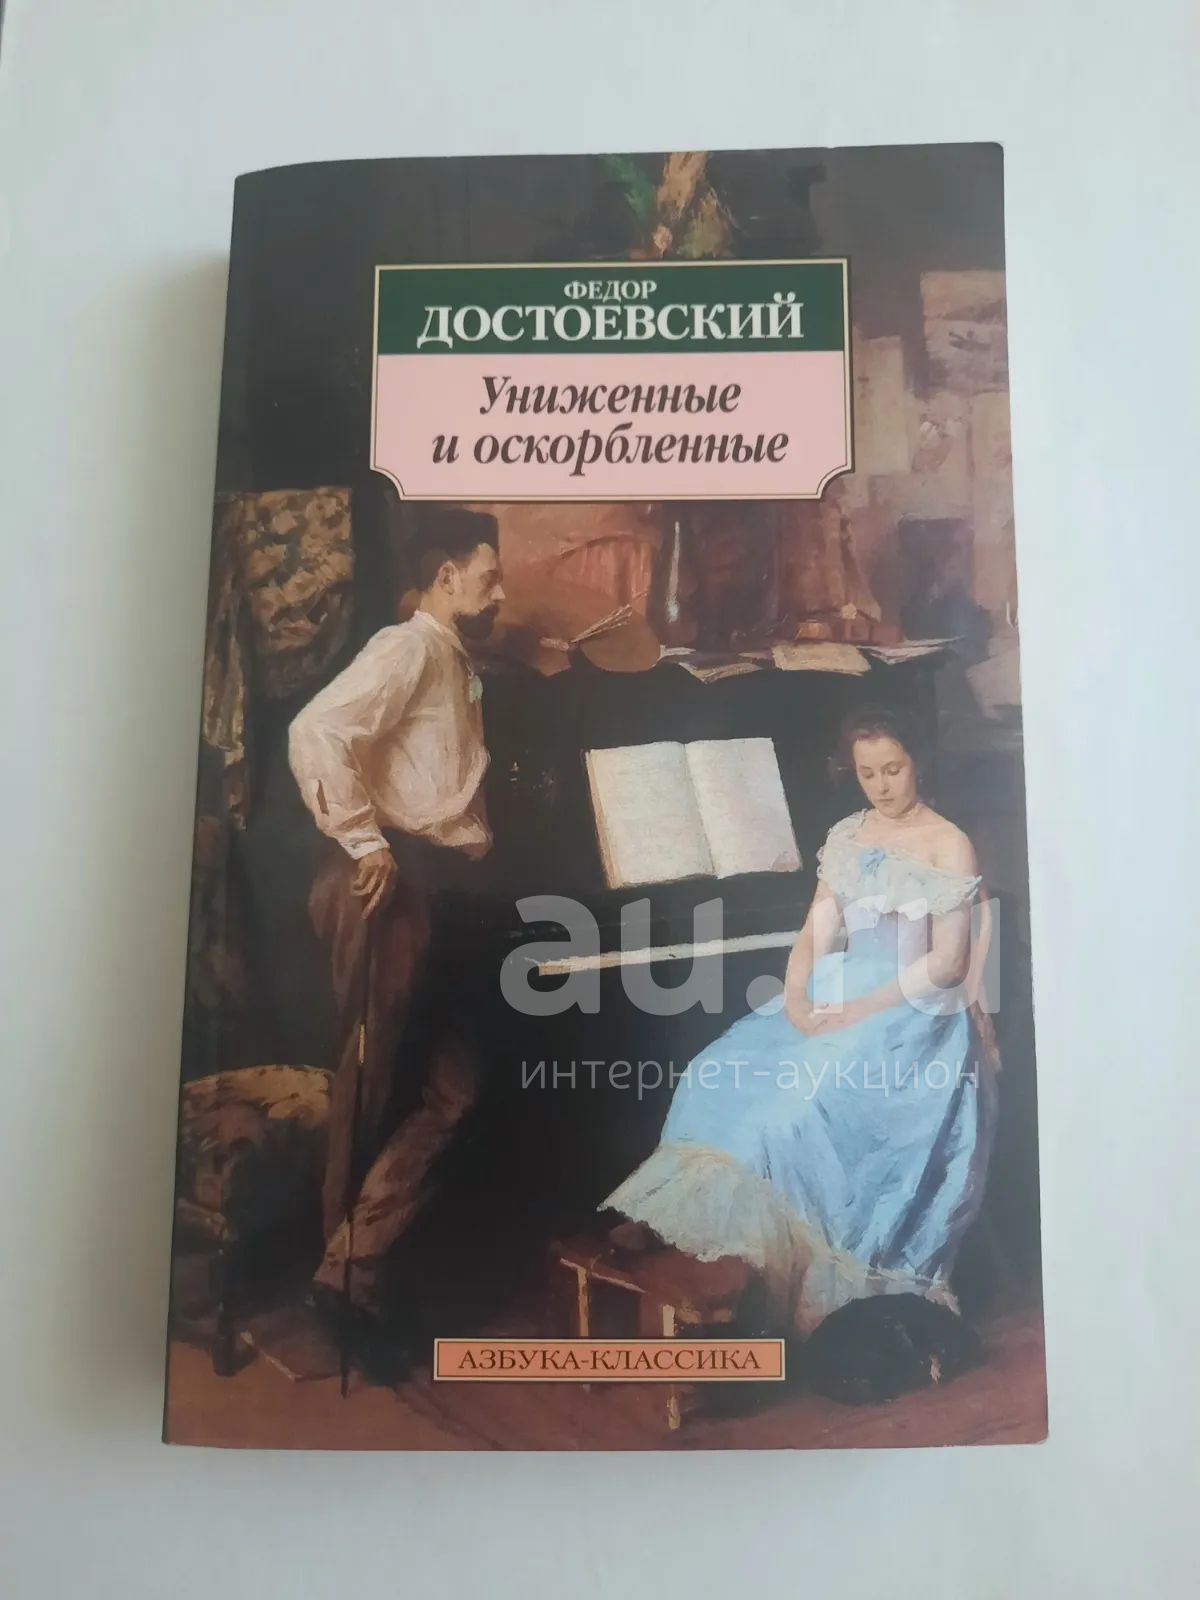 ФЕДОР
ДОСТОЕВСКИЙ
Униженные
и оскорбленные
au.ru
интернет-аукцион
АЗБУКА-КЛАССИКА